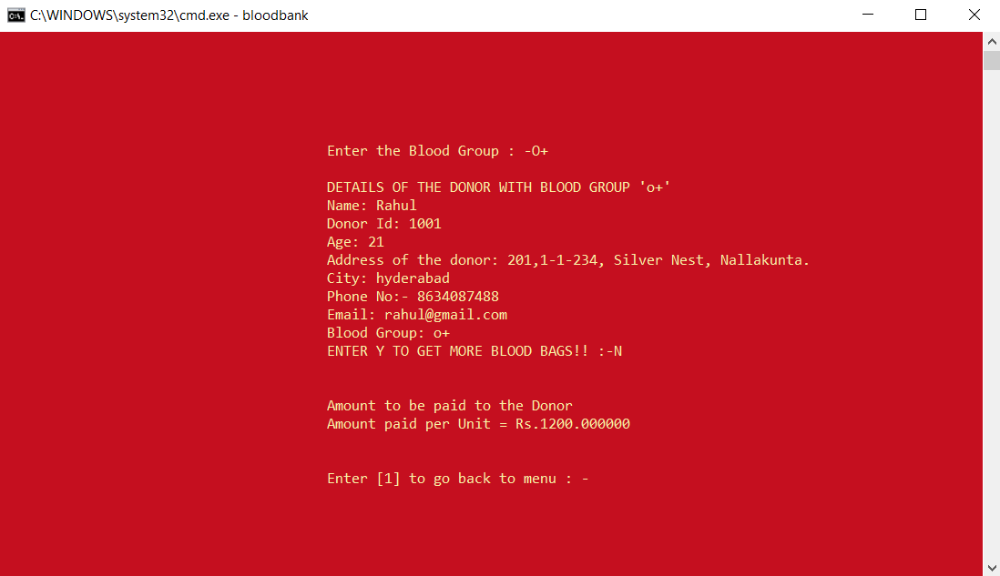 C:\WINDOWS\system32\cmd.exe - bloodbank
Enter the Blood Group : -O+
DETAILS OF THE DONOR WITH BLOOD GROUP 'o+'
Name: Rahul
Donor Id: 1001
Age: 21
Address of the donor: 201,1-1-234, Silver Nest, Nallakunta.
City: hyderabad
Phone No:- 8634087488
Email: rahul@gmail.com
Blood Group: o+
ENTER Y TO GET MORE BLOOD BAGS!! :-N
Amount to be paid to the Donor
Amount paid per Unit = Rs.1200.000000
Enter [1] to go back to menu : -